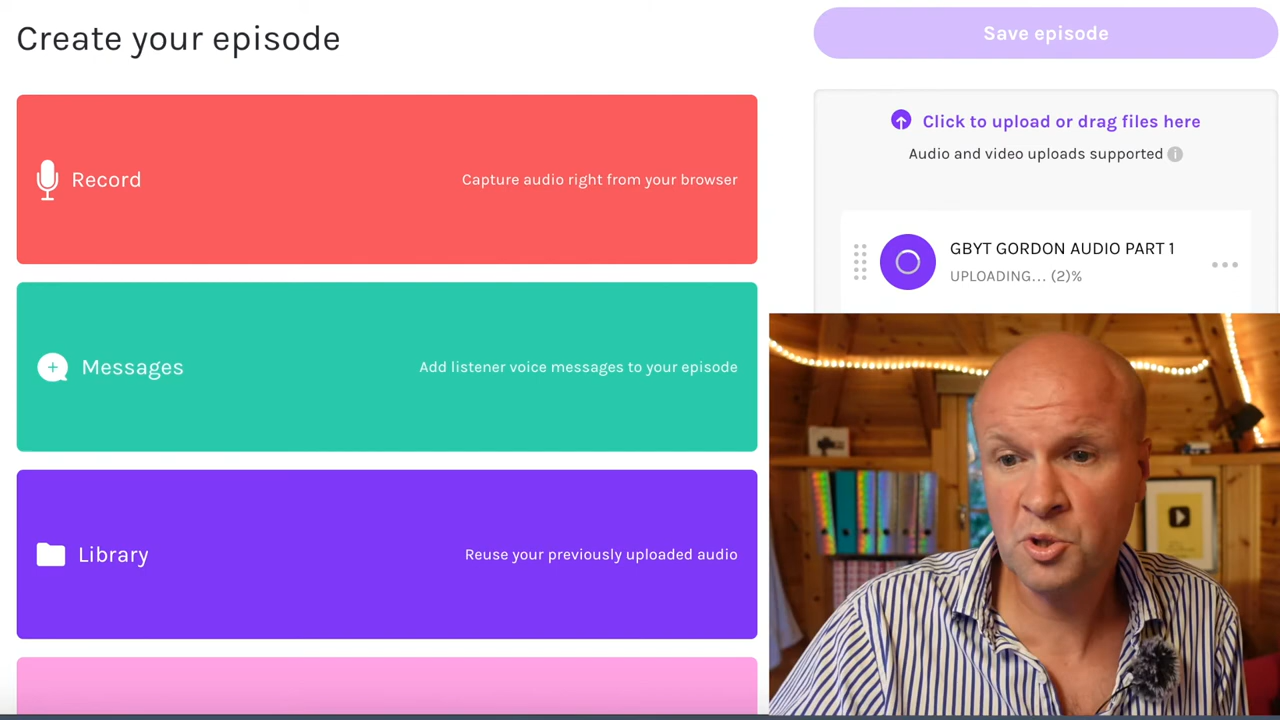 Create your episode
Save episode
Click to upload or drag files here
Audio and video uploads supported
Record
Capture audio right from your browser
GBYT GORDON AUDIO PART 1
UPLOADING... (2)%
Messages
Add listener voice messages to your episode
Library
Reuse your previously uploaded audio